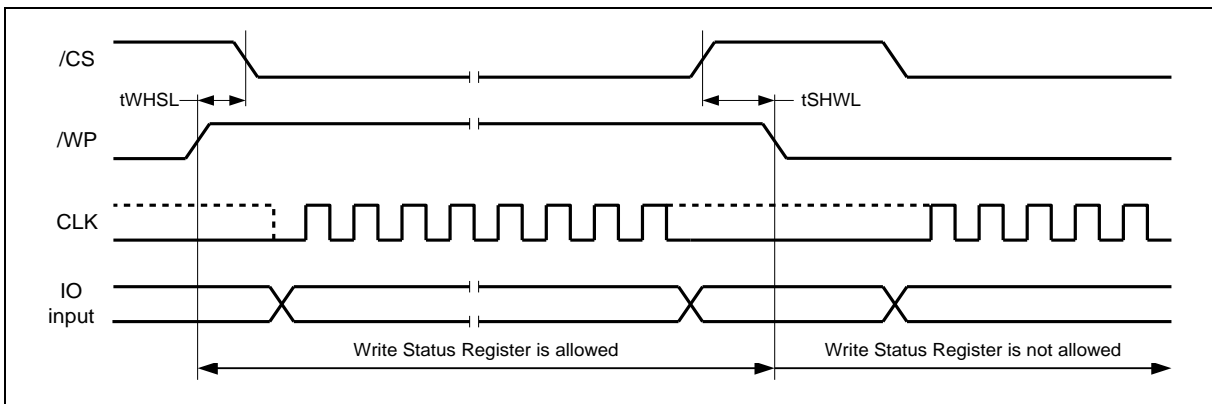 /CS
tWHSL
tSHWL
/WP
CLK
IO
input
Write Status Register is allowed
Write Status Register is not allowed